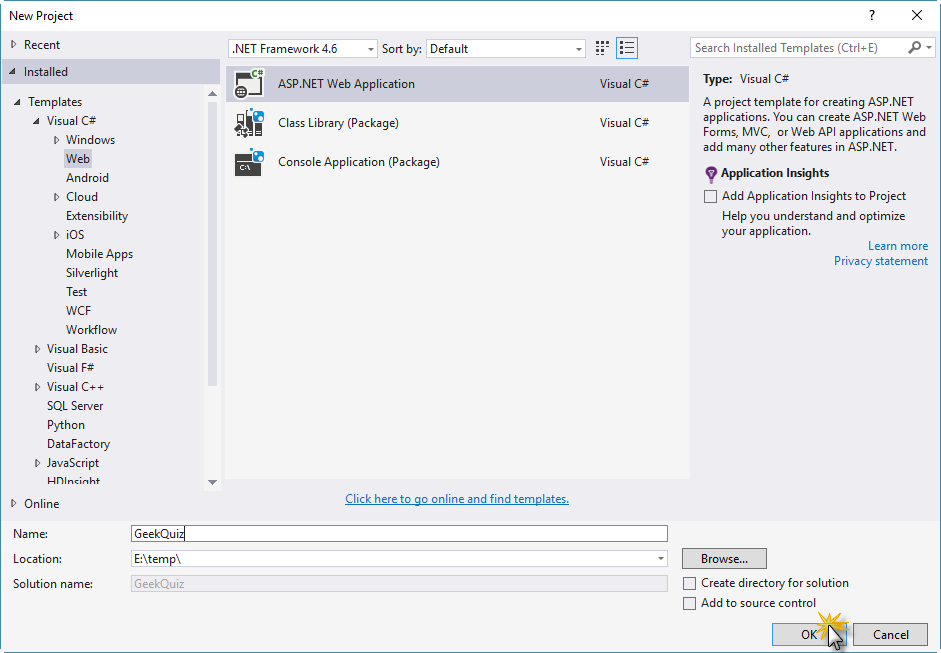 New Project
?
Recent
.NET Framework 4.6
Sort by:
Default
Search Installed Templates (Ctrl+E)
Installed
Templates
Visual C#
Windows
Web
Android
Cloud
Extensibility
iOS
Mobile Apps
Silverlight
Test
WCF
Workflow
Visual Basic
Visual F#
Visual C++
SQL Server
Python
DataFactory
JavaScript
HDInsight
Online
C#
ASP.NET Web Application
Visual C#
Class Library (Package)
Visual C#
C:\
Console Application (Package)
Visual C#
Click here to go online and find templates.
Type: Visual C#
A project template for creating ASP.NET
applications. You can create ASP.NET Web
Forms, MVC, or Web API applications and
add many other features in ASP.NET.
Application Insights
Add Application Insights to Project
Help you understand and optimize
your application.
Learn more
Privacy statement
Name:
GeekQuiz
Location:
E:\temp\
Browse...
Solution name:
GeekQuiz
Create directory for solution
Add to source control
OK
Cancel